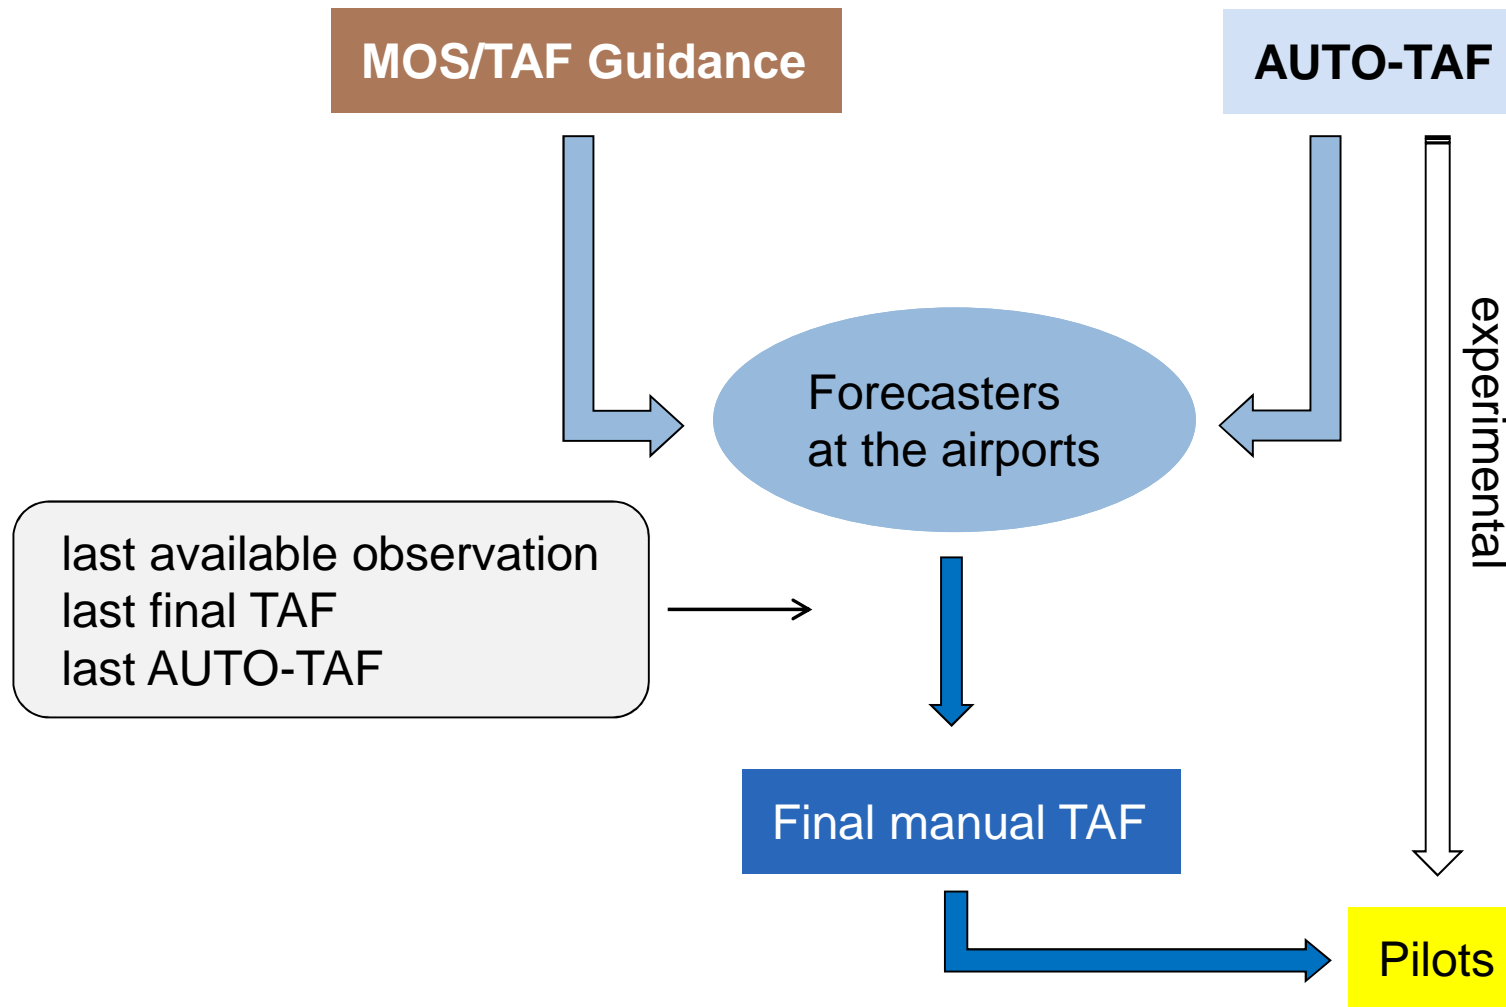 MOS/TAF Guidance
AUTO-TAF
experimental
Forecasters
at the airports
last available observation
last final TAF
last AUTO-TAF
Final manual TAF
Pilots